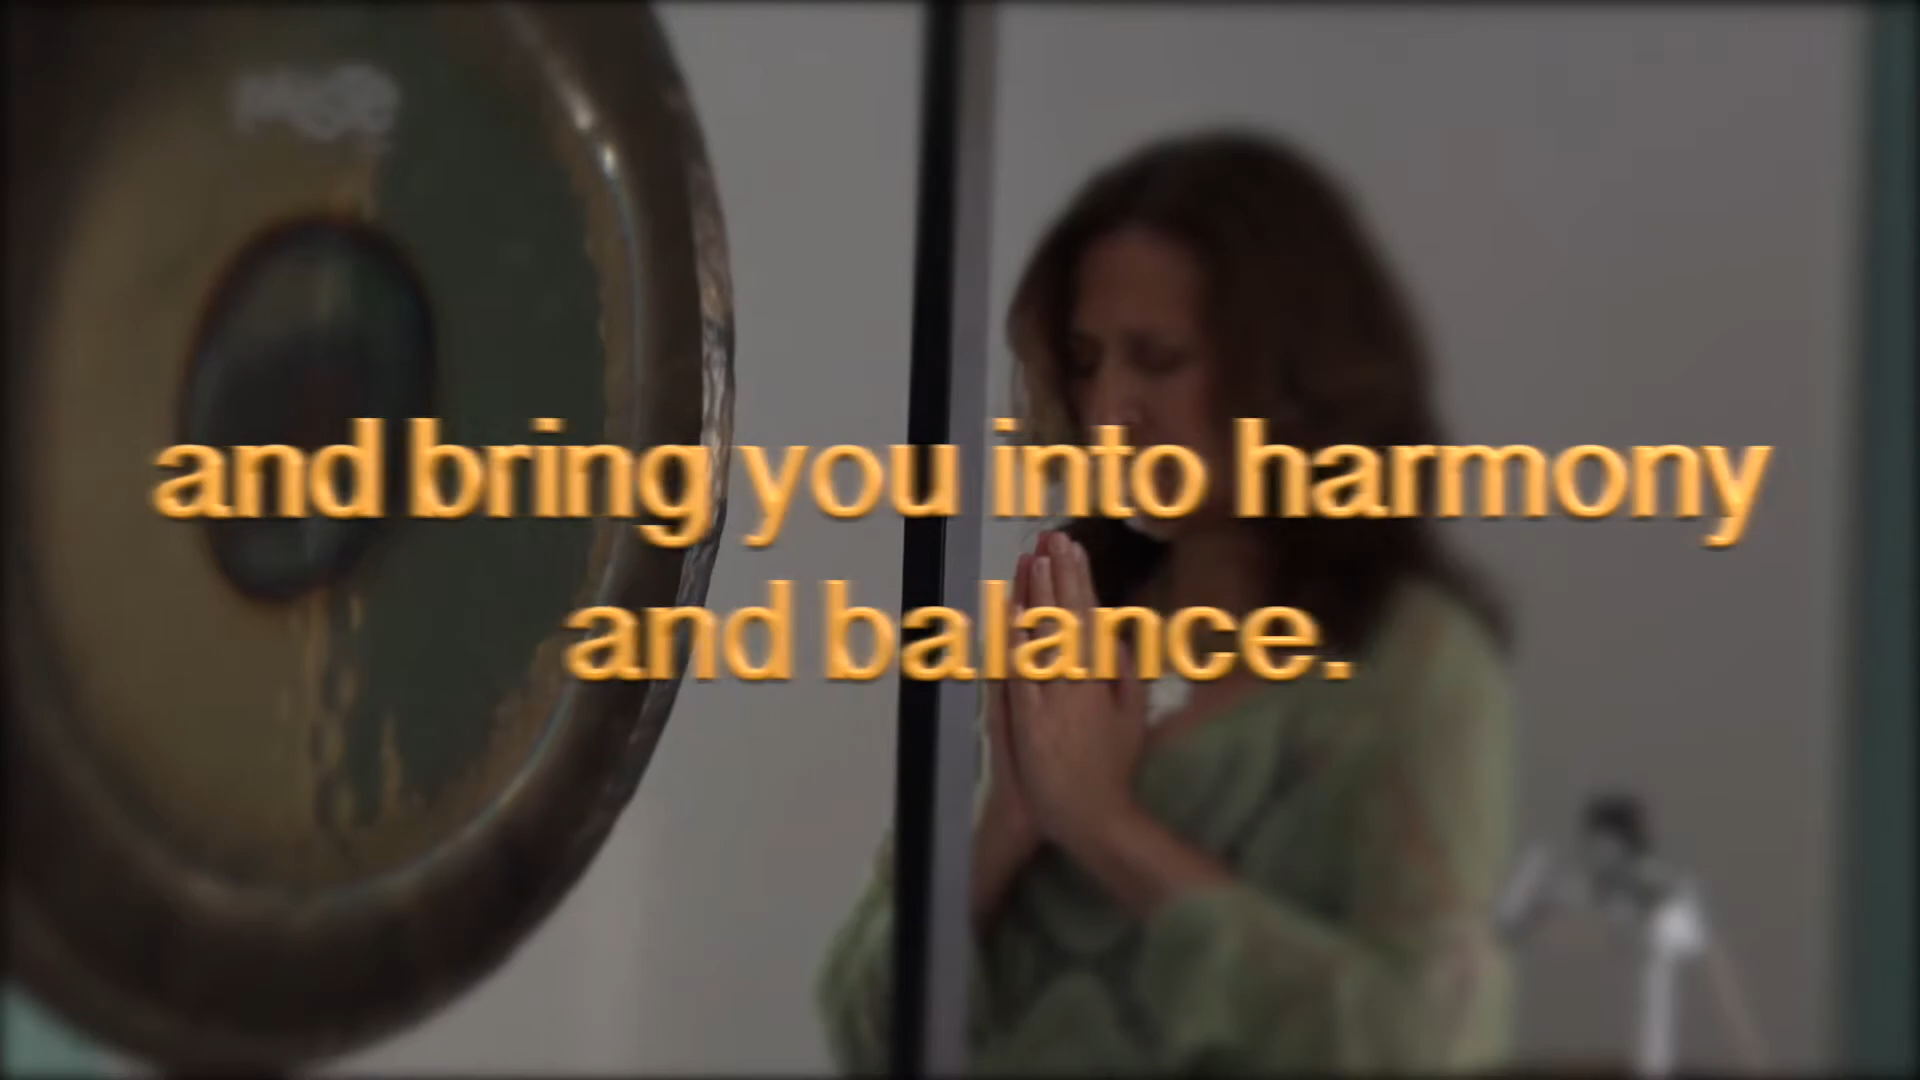 and bring you into harmony
and balance.